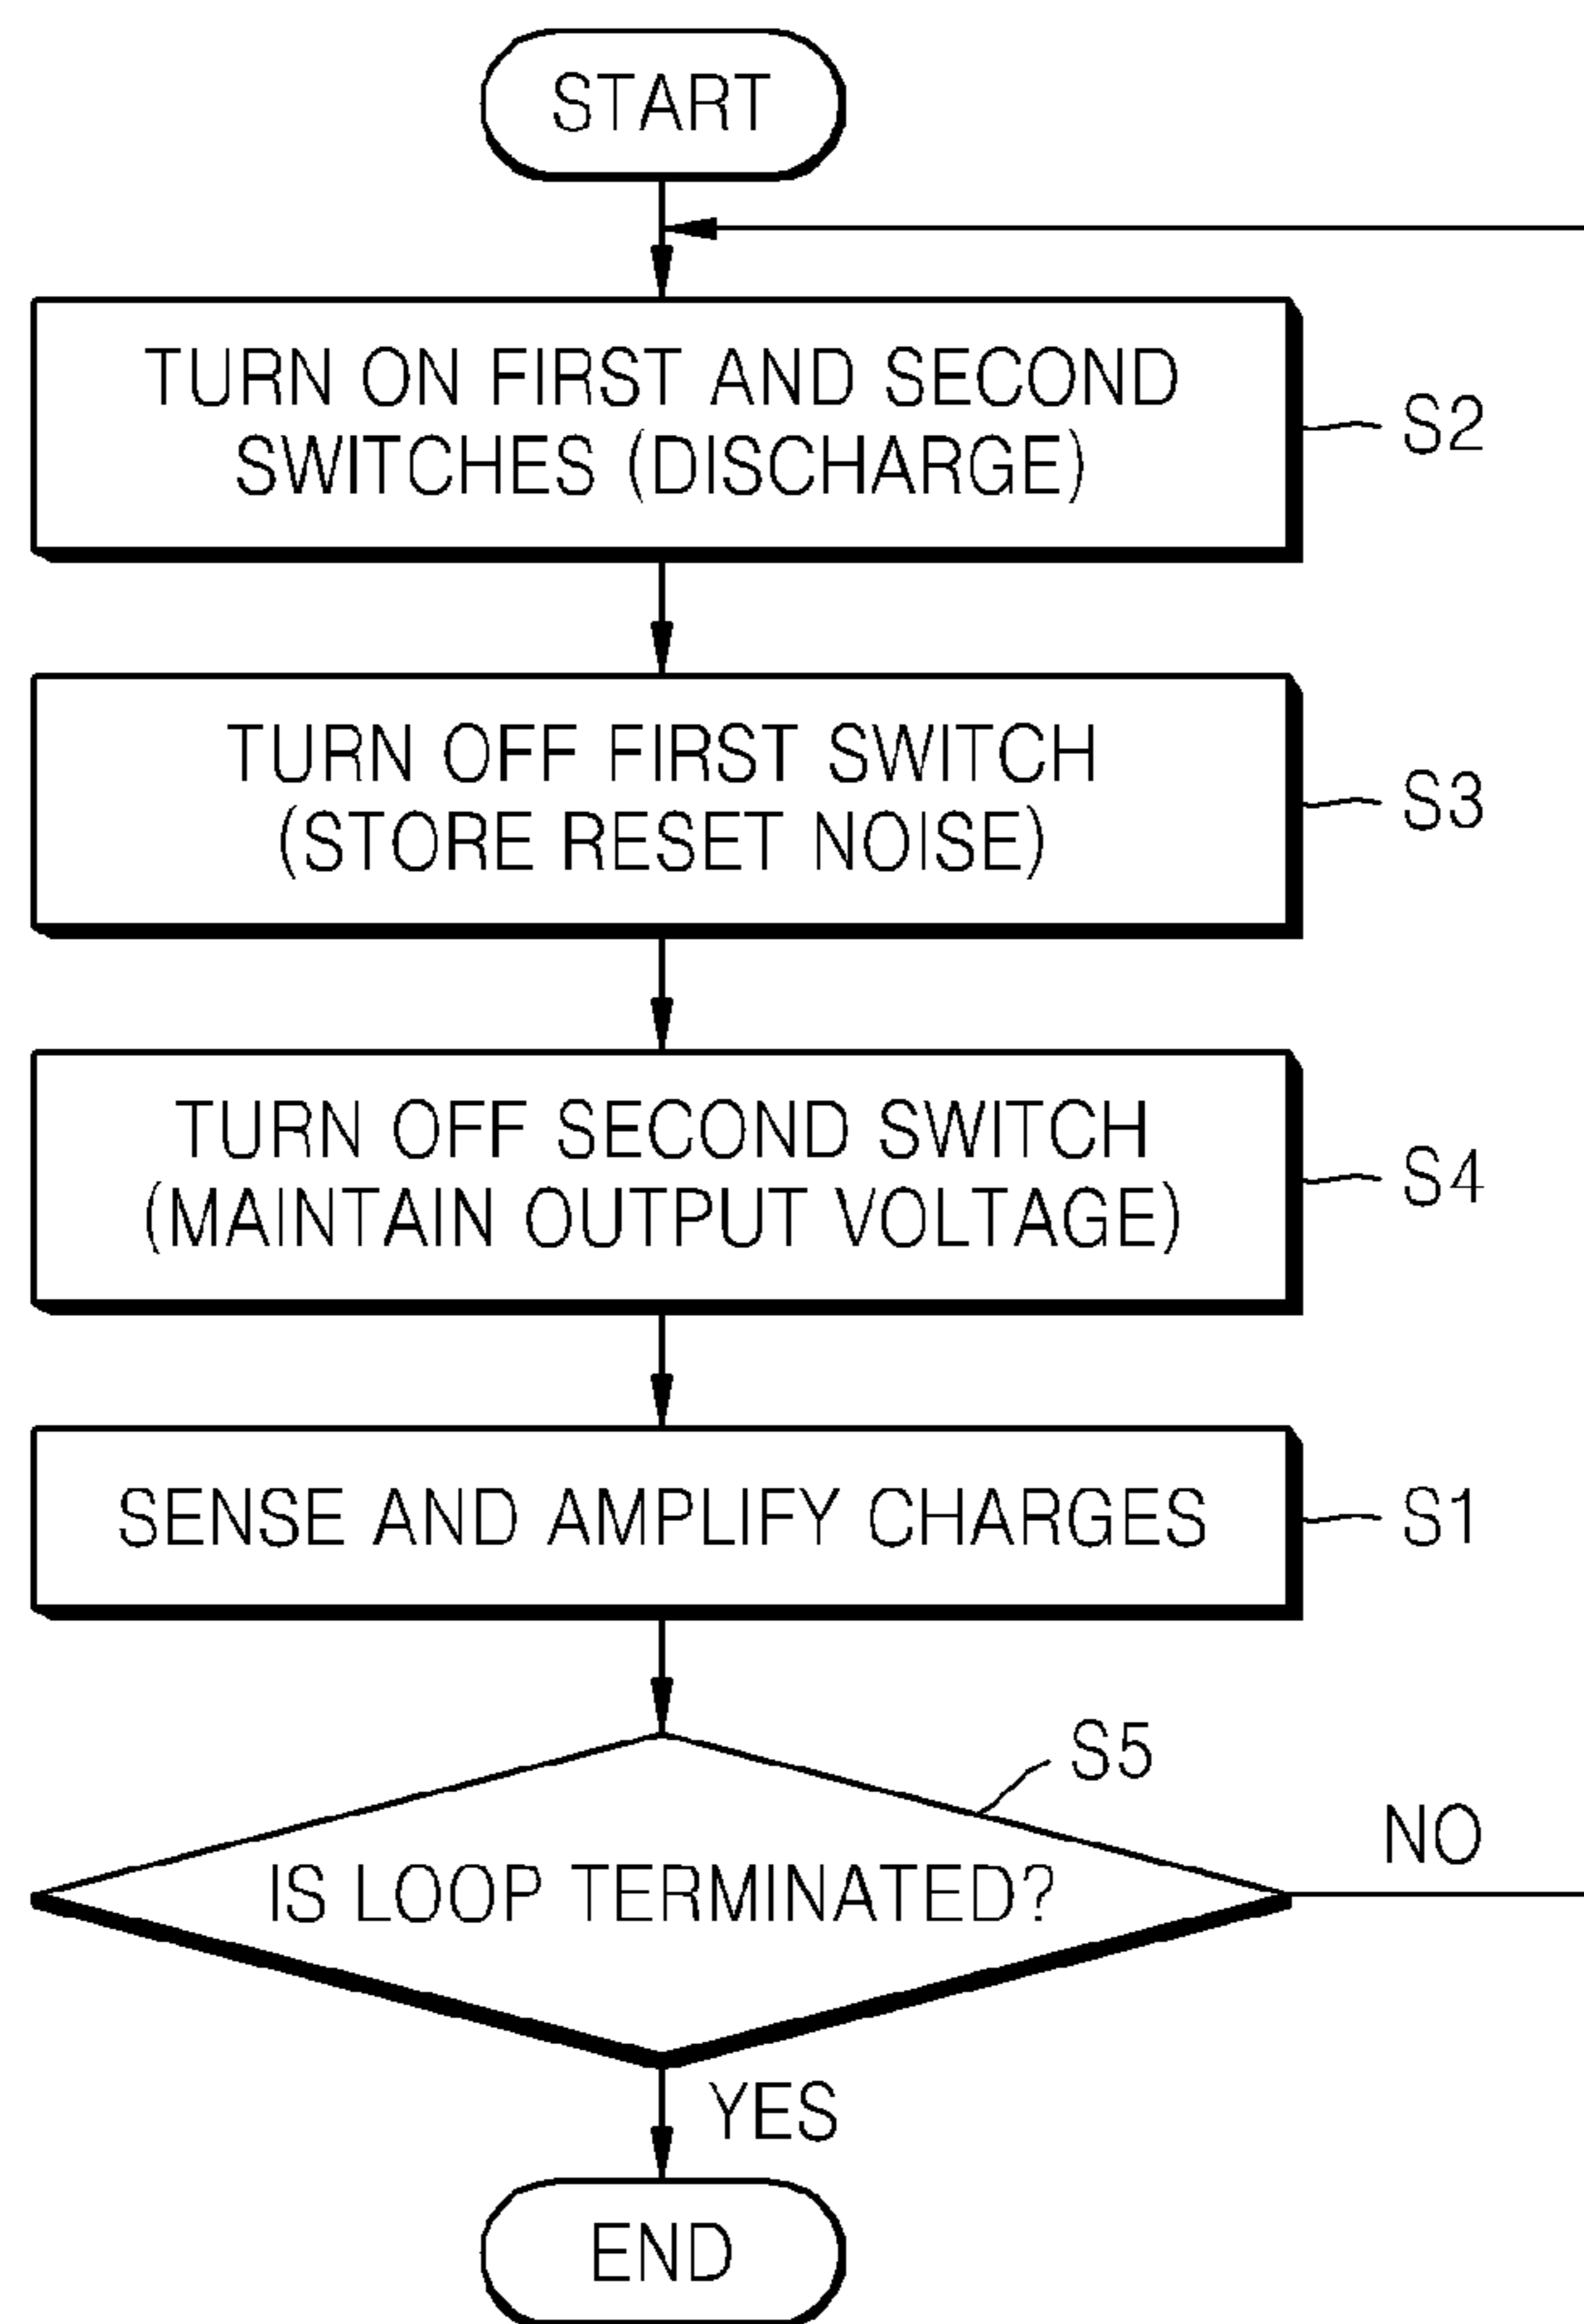 START
TURN ON FIRST AND SECOND
SWITCHES (DISCHARGE)
S2
TURN OFF FIRST SWITCH
(STORE RESET NOISE)
S3
TURN OFF SECOND SWITCH
(MAINTAIN OUTPUT VOLTAGE)
S4
SENSE AND AMPLIFY CHARGES
S1
S5
IS LOOP TERMINATED?
NO
YES
END